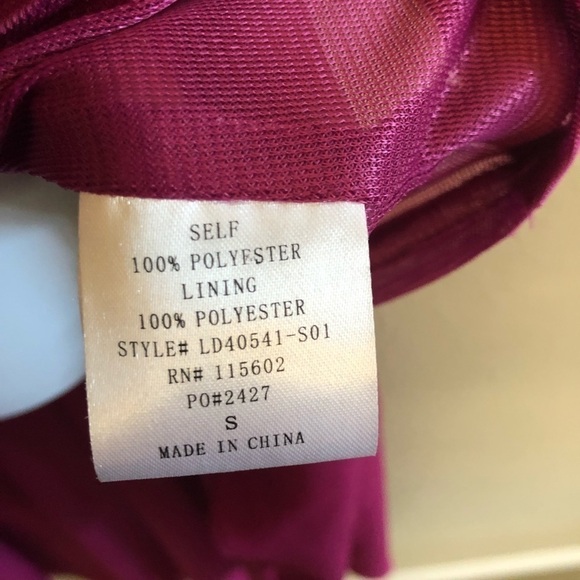 SELF
100% POLYESTER
LINING
100% POLYESTER
STYLE# LD40541-S01
RN# 115602
PO#2427
S
MADE IN CHINA